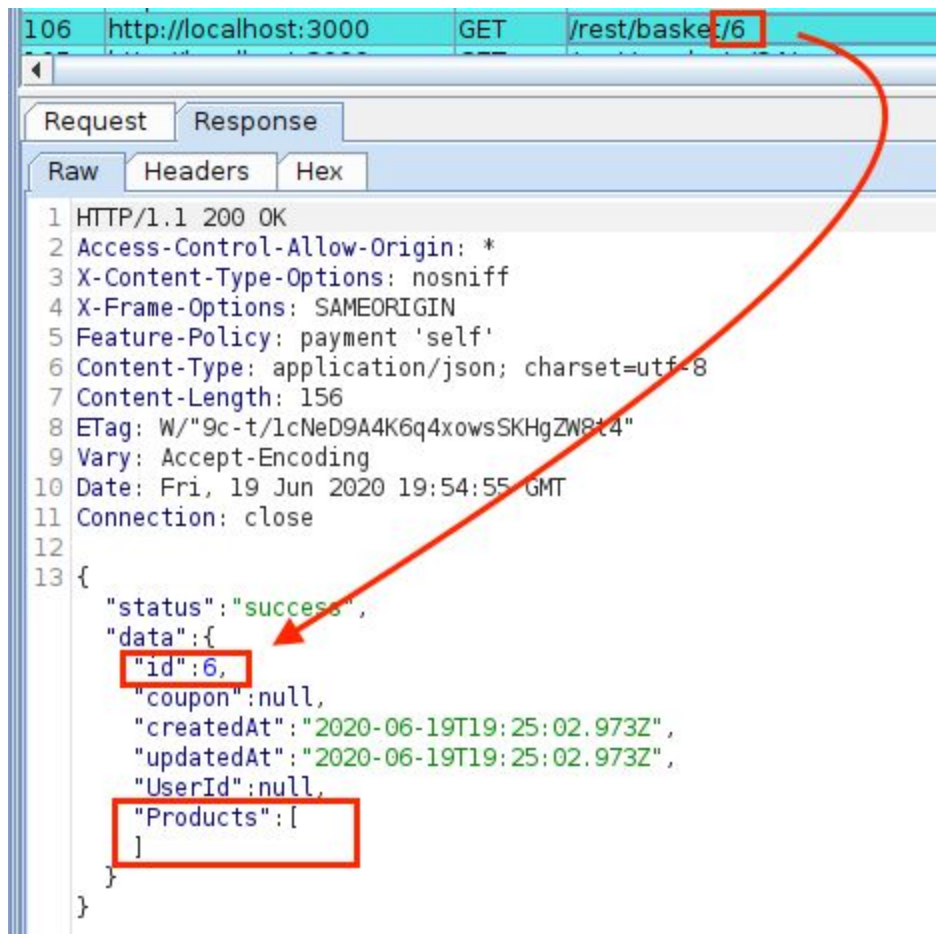 106 http://localhost:3000 GET /rest/basket/6
Request Response
Raw Headers Hex
1 HTTP/1.1 200 OK
2 Access-Control-Allow-Origin: *
3 X-Content-Type-Options: nosniff
4 X-Frame-Options: SAMEORIGIN
5 Feature-Policy: payment 'self'
6 Content-Type: application/json; charset=utf-8
7 Content-Length: 156
8 ETag: W/"9c-t/1cNeD9A4K6q4xowsSKHgZW8t4"
9 Vary: Accept-Encoding
10 Date: Fri, 19 Jun 2020 19:54:55 GMT
11 Connection: close
12
13 {
"status":"success",
"data":{
"id":6,
"coupon":null,
"createdAt":"2020-06-19T19:25:02.973Z",
"updatedAt":"2020-06-19T19:25:02.973Z",
"UserId":null,
"Products":[
]
}
}